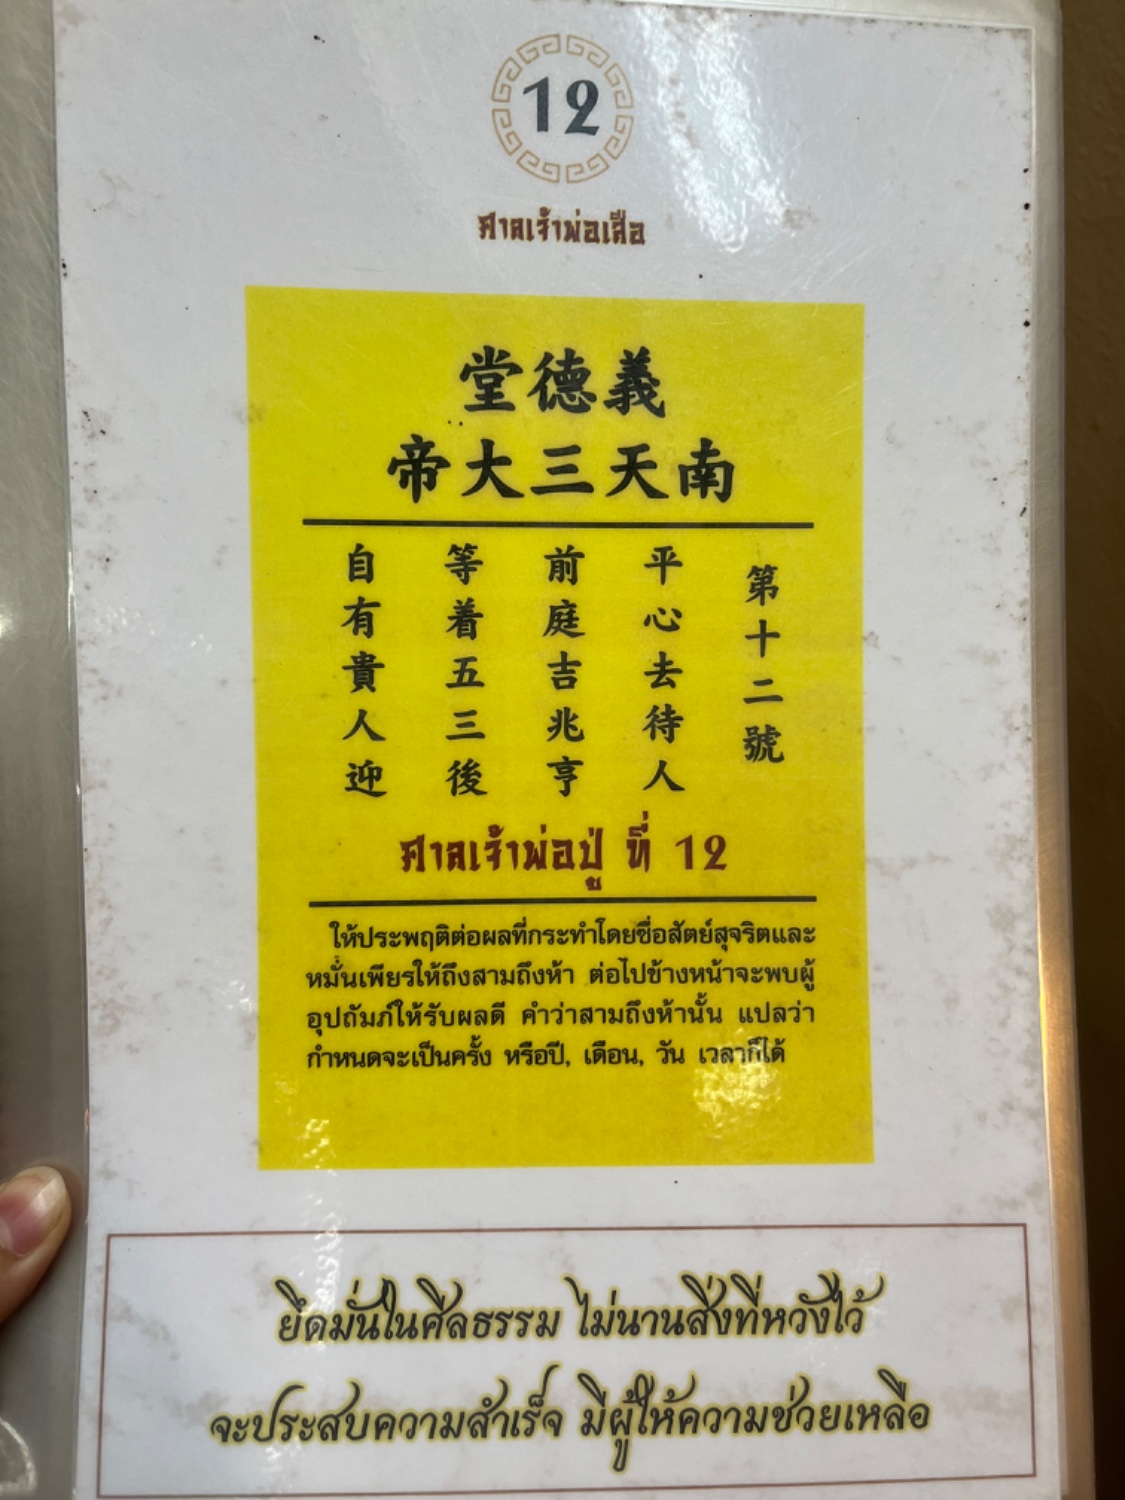 12
ศาลเจ้าพ่อเสือ
堂德義
帝大三天南
第十二號
平心去待人
前庭吉兆亨
等着五三後
自有貴人迎
ศาลเจ้าพ่อปู่ ที่ 12
ให้ประพฤติต่อผลที่กระทำโดยซื่อสัตย์สุจริตและ
หมั่นเพียรให้ถึงสามถึงห้า ต่อไปข้างหน้าจะพบผู้
อุปถัมภ์ให้รับผลดี คำว่าสามถึงห้านั้น แปลว่า
กำหนดจะเป็นครั้ง หรือปี, เดือน, วัน เวลาก็ได้
ยึดมั่นในศีลธรรม ไม่นานสิ่งที่หวังไว้
จะประสบความสำเร็จ มีผู้ให้ความช่วยเหลือ